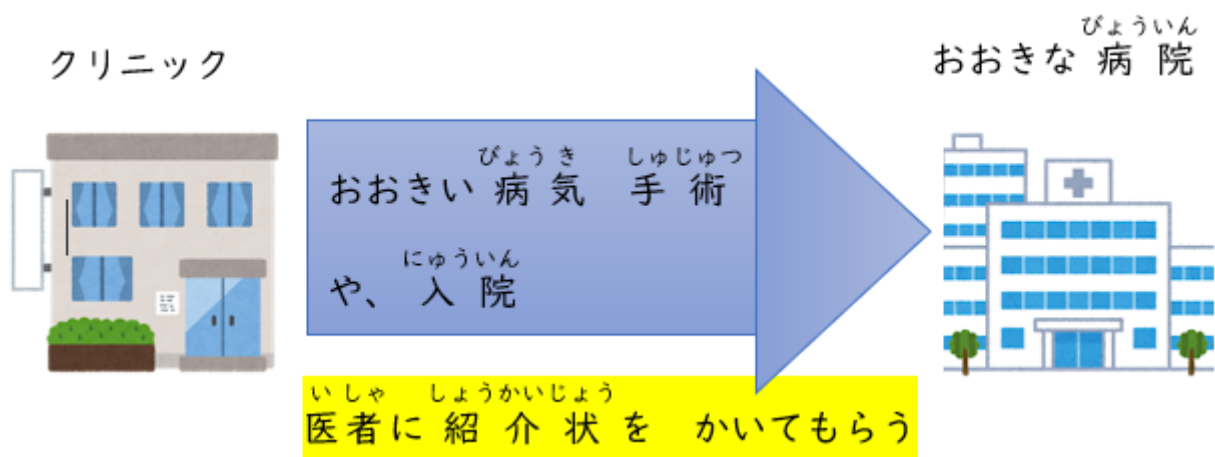 クリニック
びょういん
おおきな 病院
びょうき しゅじゅつ
おおきい 病気 手術
にゅういん
や、 入院
いしゃ しょうかいじょう
医者に 紹介状を かいてもらう